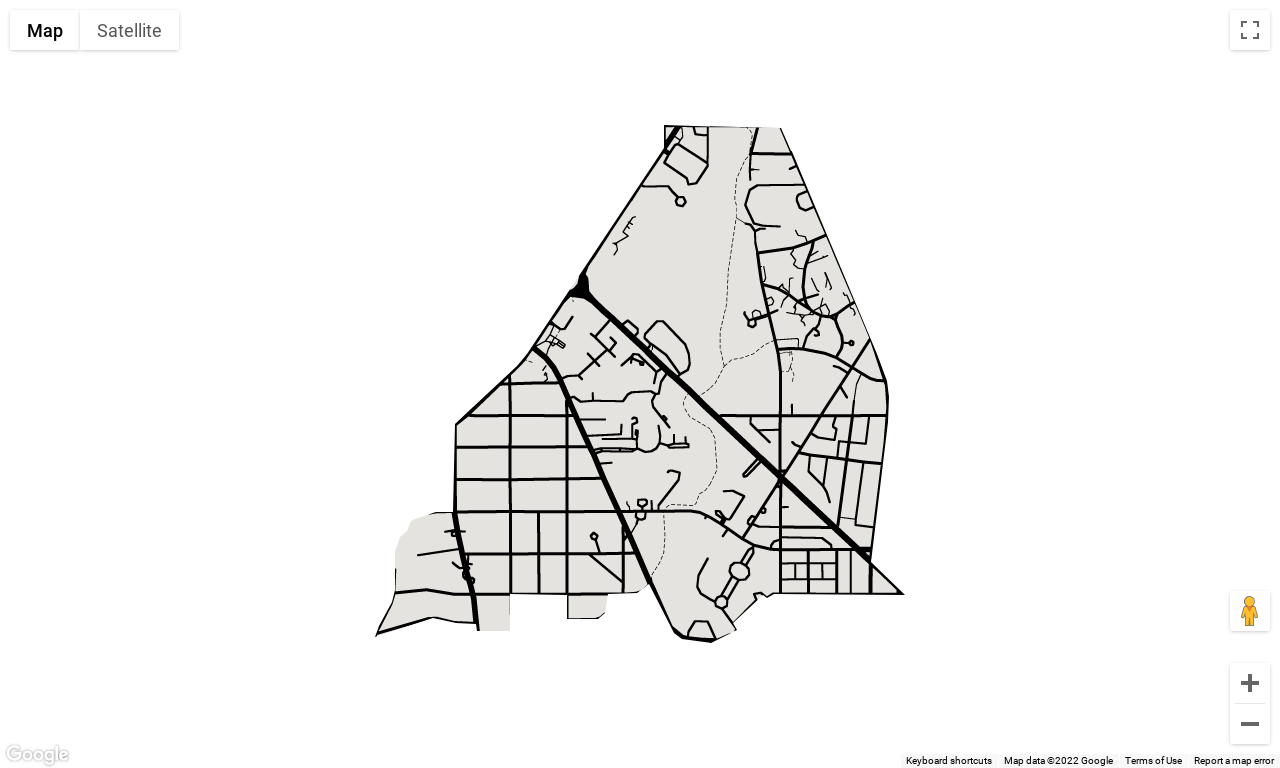 Map Satellite
Google
Keyboard shortcuts Map data ©2022 Google Terms of Use Report a map error